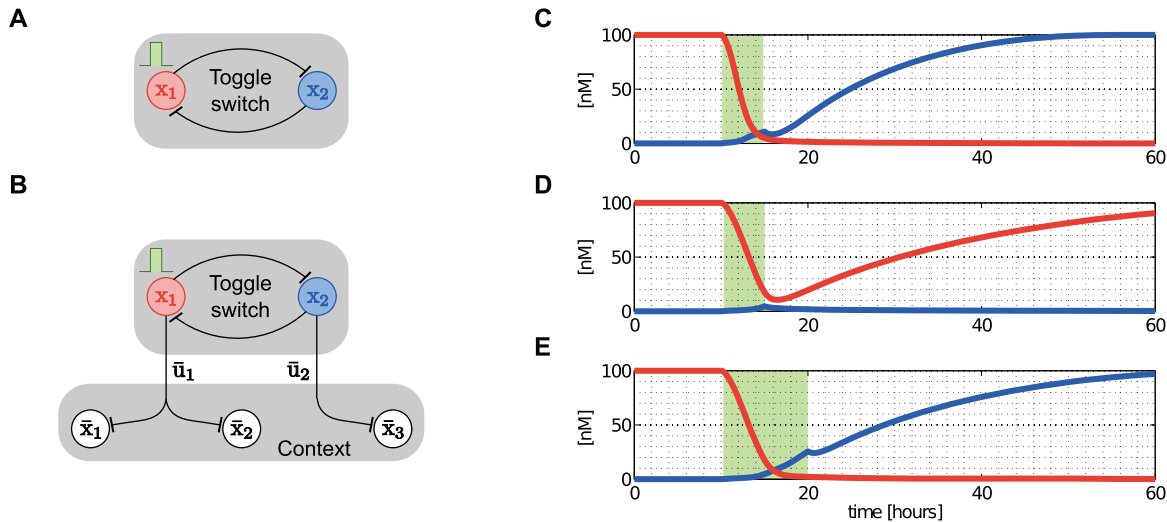 A
x₁
Toggle
switch
x₂
B
x₁
Toggle
switch
x₂
ū₁
ū₂
x̄₁
x̄₂
x̄₃
Context
C
100
50
0
[nM]
0
20
40
60
D
100
50
0
[nM]
0
20
40
60
E
100
50
0
[nM]
0
20
40
60
time [hours]